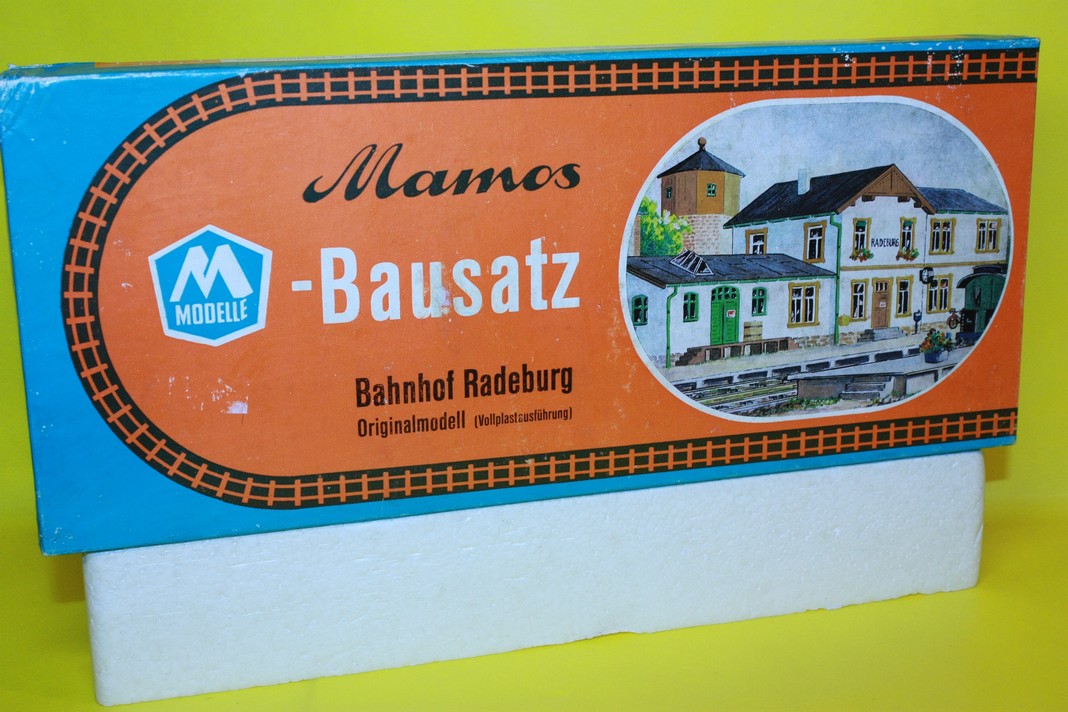 Mamos
M
MODELLE
-Bausatz
Bahnhof Radeburg
Originalmodell (Vollplastausführung)
RADEBURG